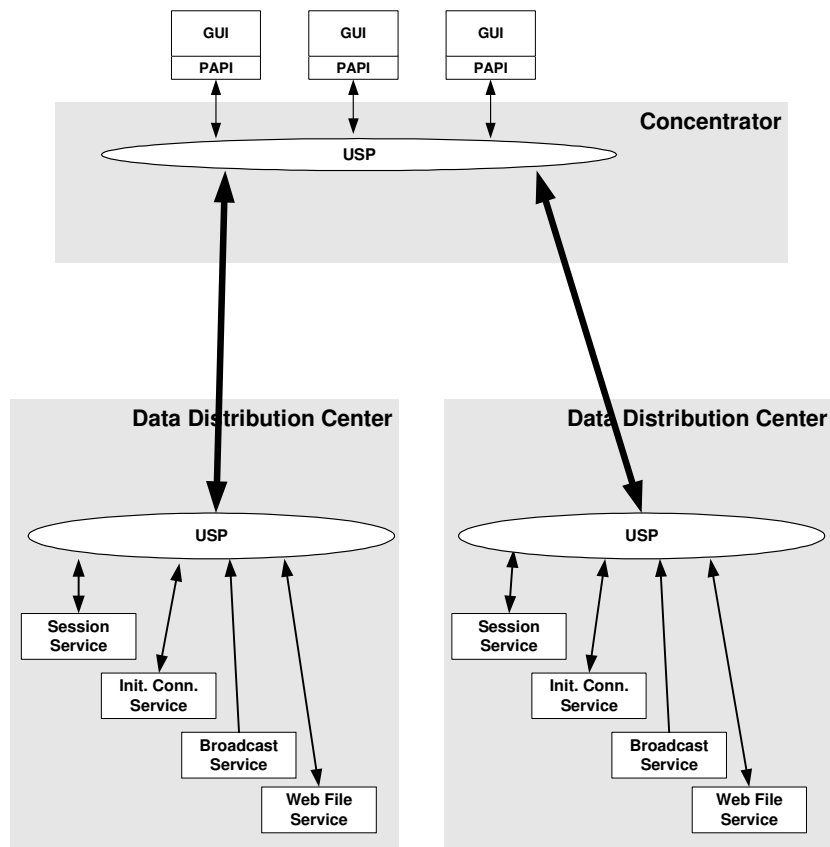 GUI
PAPI
GUI
PAPI
GUI
PAPI
Concentrator
USP
Data Distribution Center
USP
Session
Service
Init. Conn.
Service
Broadcast
Service
Web File
Service
Data Distribution Center
USP
Session
Service
Init. Conn.
Service
Broadcast
Service
Web File
Service